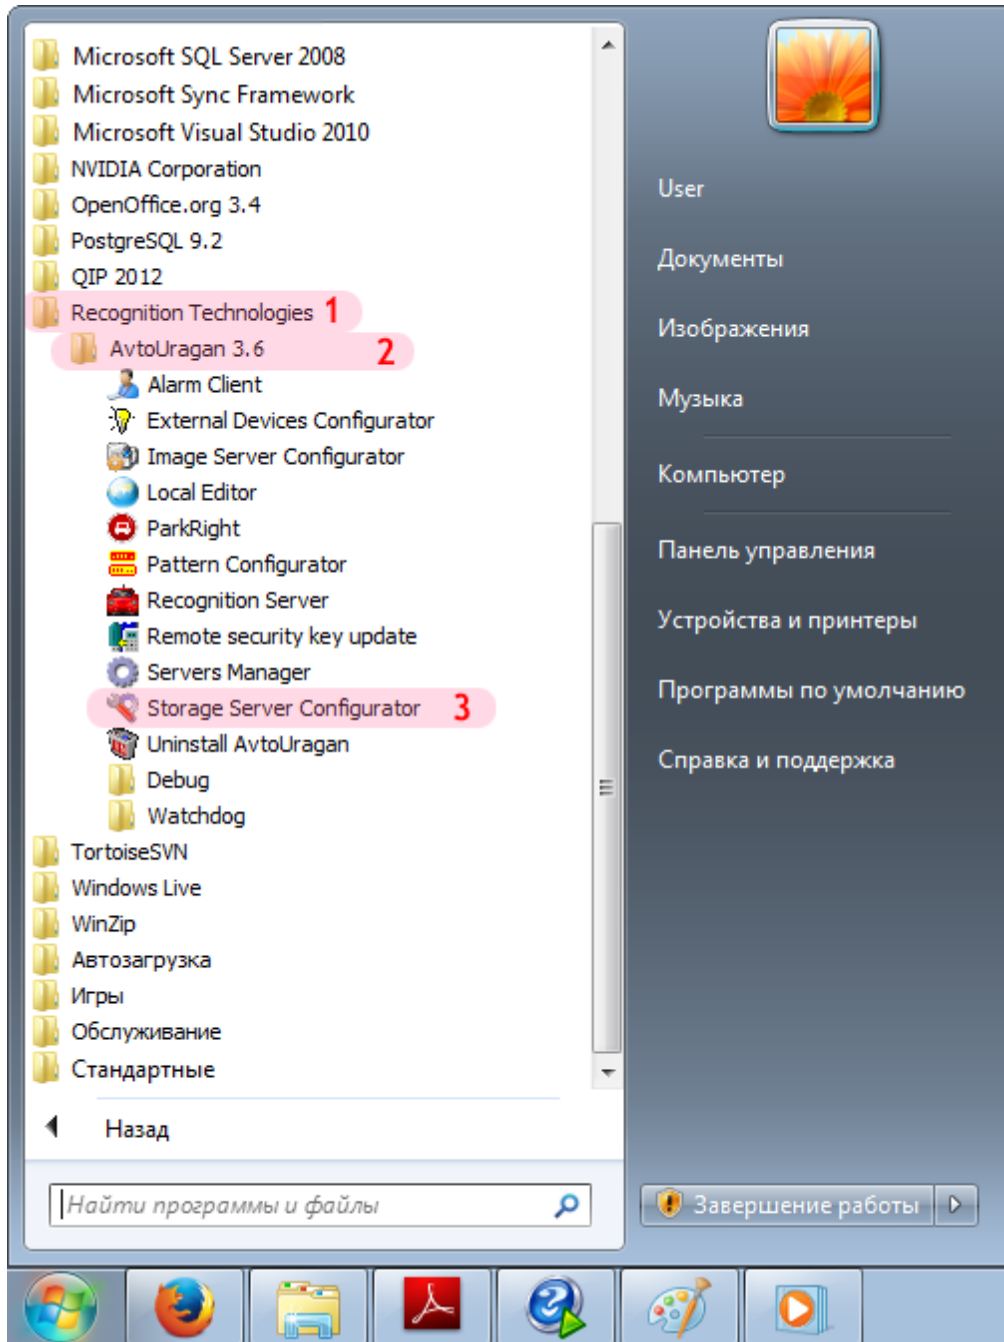 Microsoft SQL Server 2008
Microsoft Sync Framework
Microsoft Visual Studio 2010
NVIDIA Corporation
OpenOffice.org 3.4
PostgreSQL 9.2
QIP 2012
Recognition Technologies 1
AvtoUragan 3.6 2
Alarm Client
External Devices Configurator
Image Server Configurator
Local Editor
ParkRight
Pattern Configurator
Recognition Server
Remote security key update
Servers Manager
Storage Server Configurator 3
Uninstall AvtoUragan
Debug
Watchdog
TortoiseSVN
Windows Live
WinZip
Автозагрузка
Игры
Обслуживание
Стандартные
Назад
Найти программы и файлы
User
Документы
Изображения
Музыка
Компьютер
Панель управления
Устройства и принтеры
Программы по умолчанию
Справка и поддержка
Завершение работы